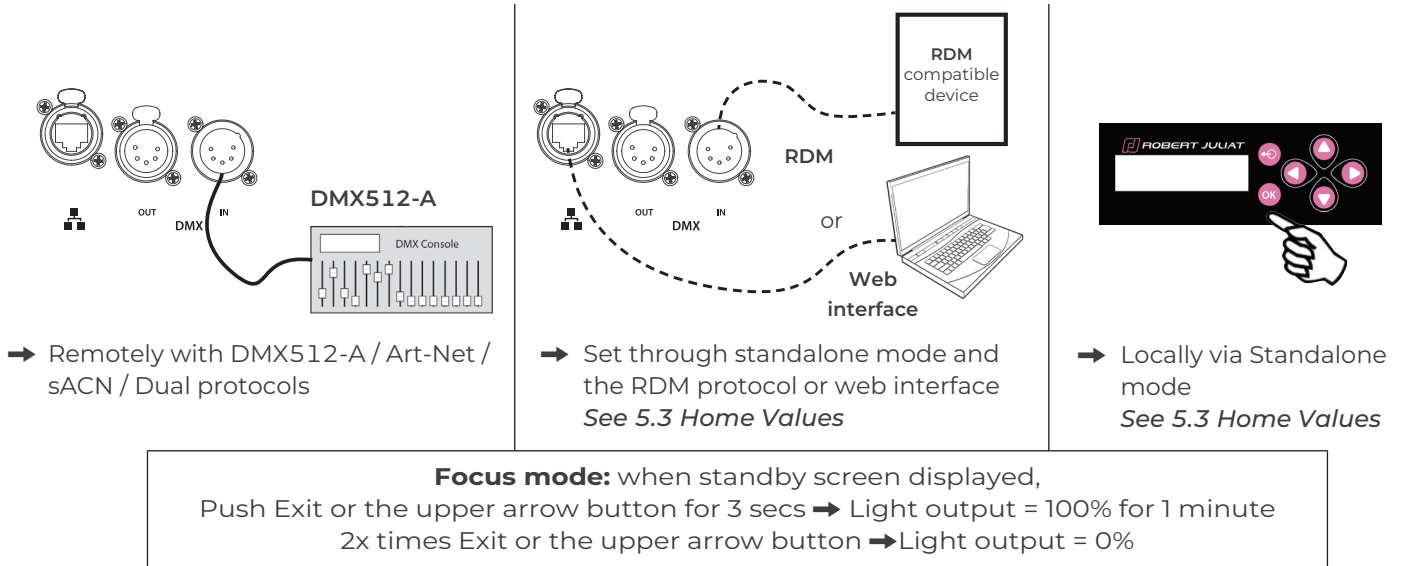 OUT
IN
DMX
DMX512-A
DMX Console
➞ Remotely with DMX512-A / Art-Net /
sACN / Dual protocols
RDM
compatible
device
RDM
OUT
IN
DMX
or
Web
interface
➞ Set through standalone mode and
the RDM protocol or web interface
See 5.3 Home Values
ROBERT JULIAT
OK
➞ Locally via Standalone
mode
See 5.3 Home Values
Focus mode: when standby screen displayed,
Push Exit or the upper arrow button for 3 secs ➞ Light output = 100% for 1 minute
2x times Exit or the upper arrow button ➞Light output = 0%